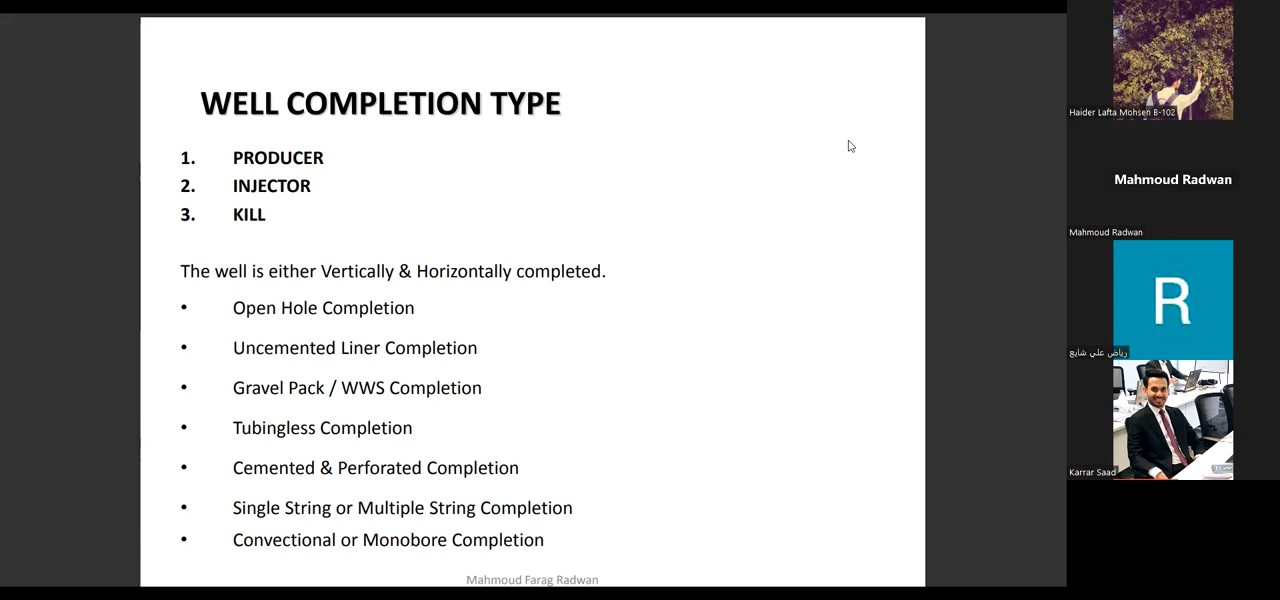 WELL COMPLETION TYPE
1. PRODUCER
2. INJECTOR
3. KILL
The well is either Vertically & Horizontally completed.
• Open Hole Completion
• Uncemented Liner Completion
• Gravel Pack / WWS Completion
• Tubingless Completion
• Cemented & Perforated Completion
• Single String or Multiple String Completion
• Convectional or Monobore Completion
Mahmoud Farag Radwan
Haider Lafta Mohsen B-102
Mahmoud Radwan
Mahmoud Radwan
R
رياض علي شايع
Karrar Saad